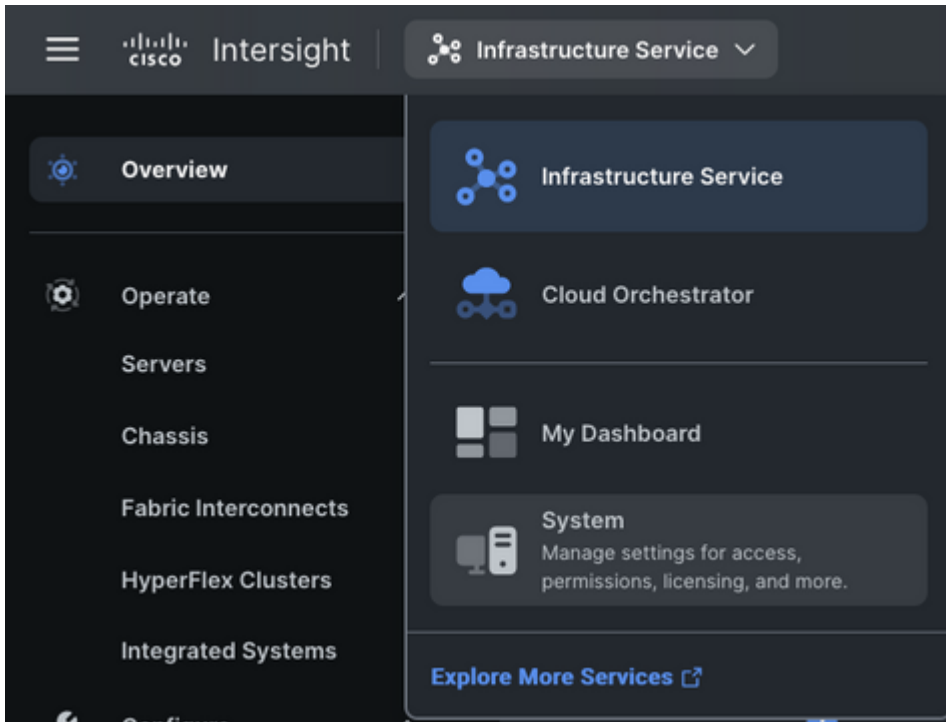 cisco Intersight
Infrastructure Service
Overview
Operate
Servers
Chassis
Fabric Interconnects
HyperFlex Clusters
Integrated Systems
Infrastructure Service
Cloud Orchestrator
My Dashboard
System
Manage settings for access,
permissions, licensing, and more.
Explore More Services